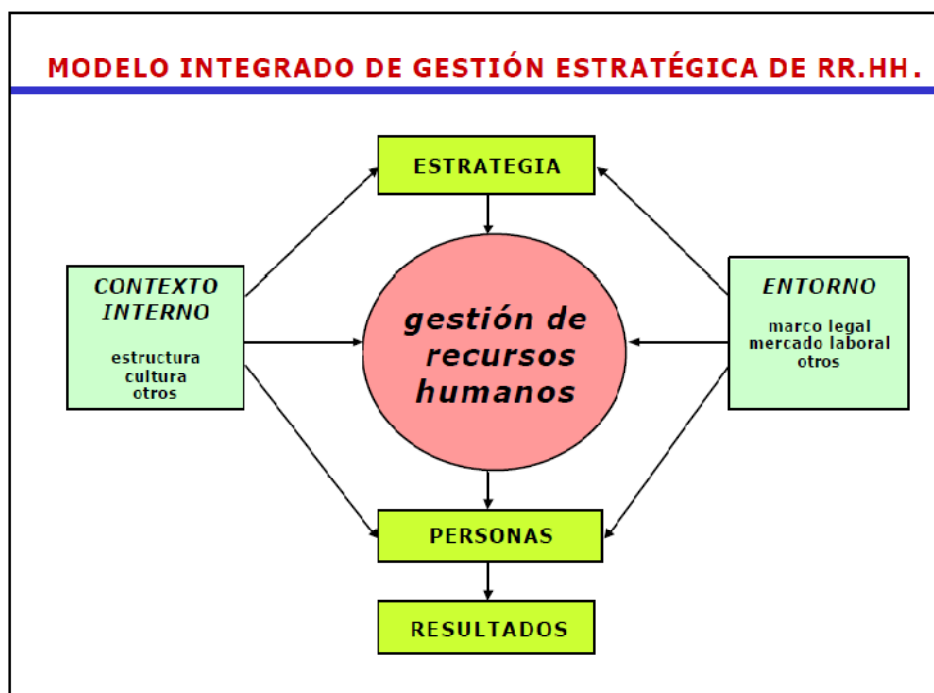 MODELO INTEGRADO DE GESTIÓN ESTRATÉGICA DE RR.HH.
ESTRATEGIA
CONTEXTO
INTERNO
estructura
cultura
otros
gestión de
recursos
humanos
ENTORNO
marco legal
mercado laboral
otros
PERSONAS
RESULTADOS